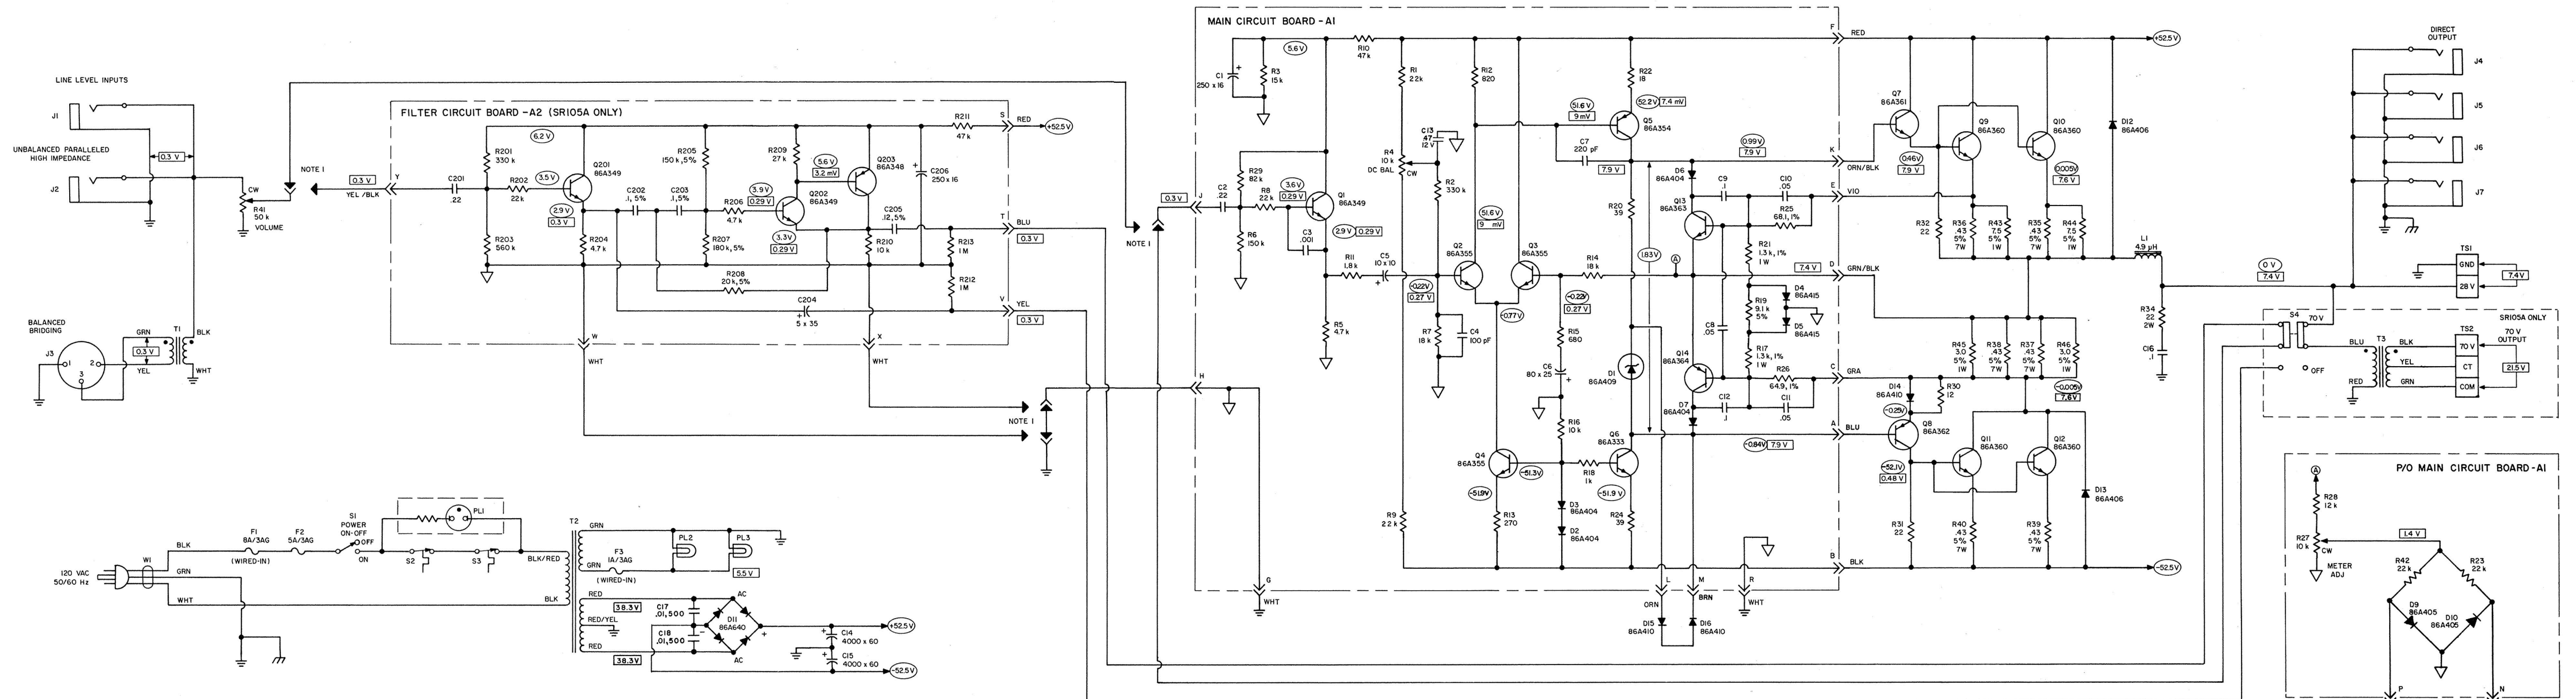 LINE LEVEL INPUTS
J1
UNBALANCED PARALLELED
HIGH IMPEDANCE
0.3 V
J2
CW
R41
50 k
VOLUME
NOTE 1
BALANCED
BRIDGING
J3
1
2
3
GRN
0.3 V
YEL
T1
BLK
WHT
0.3 V
YEL/BLK
Y
FILTER CIRCUIT BOARD-A2 (SR105A ONLY)
C201
.22
R201
330 k
R202
22 k
R203
560 k
6.2 V
3.5 V
Q201
86A349
2.9 V
0.3 V
R204
4.7 k
C202
.1, 5%
C203
.1, 5%
R205
150 k, 5%
R206
4.7 k
R207
180 k, 5%
R208
20 k, 5%
C204
5 x 35
R209
27 k
5.6 V
3.2 mV
3.9 V
0.29 V
Q202
86A349
3.3 V
0.29 V
Q203
86A348
C205
.12, 5%
R210
10 k
C206
250 x 16
R211
47 k
R213
1 M
R212
1 M
S
RED
+52.5 V
T
BLU
0.3 V
V
YEL
0.3 V
W
WHT
X
WHT
NOTE 1
NOTE 1
120 VAC
50/60 Hz
W1
BLK
GRN
WHT
F1
8A/3AG
(WIRED-IN)
F2
5A/3AG
S1
POWER
ON-OFF
OFF
ON
PL1
S2
S3
BLK/RED
BLK
T2
GRN
F3
1A/3AG
GRN
(WIRED-IN)
PL2
PL3
5.5 V
RED
38.3 V
RED/YEL
RED
38.3 V
C17
.01,500
C18
.01,500
AC
D11
86A640
AC
C14
4000 x 60
C15
4000 x 60
+52.5 V
-52.5 V
MAIN CIRCUIT BOARD-A1
C1
250 x 16
R3
15 k
5.6 V
R10
47 k
0.3 V
J
C2
.22
R29
82 k
R8
22 k
R6
150 k
3.6 V
0.29 V
Q1
86A349
C3
.001
2.9 V
0.29 V
R11
1.8 k
R5
4.7 k
C5
10 x 10
R1
22 k
R4
10 k
DC BAL
CW
C13
.47
12 V
R2
330 k
-0.22V
0.27 V
R7
18 k
C4
100 pF
R9
22 k
R12
820
51.6 V
9 mV
Q2
86A355
Q3
86A355
-0.77V
Q4
86A355
-51.3V
-51.9V
R13
270
R14
18 k
-0.22V
0.27 V
R15
680
C6
80 x 25
R16
10 k
R18
1 k
D3
86A404
D2
86A404
51.6 V
9 mV
C7
220 pF
R22
18
52.2 V
7.4 mV
Q5
86A354
7.9 V
R20
39
D1
86A409
Q6
86A333
-51.9 V
R24
39
1.83 V
A
D6
86A404
Q13
86A363
Q14
86A364
D7
86A404
0.99 V
7.9 V
C9
.1
C10
.05
R25
68.1, 1%
R21
1.3 k, 1%
1 W
R19
9.1 k
5%
C8
.05
R17
1.3 k, 1%
1 W
D4
86A415
D5
86A415
R26
64.9, 1%
C12
.1
C11
.05
-0.84V
7.9 V
7.4 V
F
RED
K
ORN/BLK
E
VIO
D
GRN/BLK
C
GRA
A
BLU
B
BLK
H
G
WHT
L
ORN
M
BRN
R
WHT
D15
86A410
D16
86A410
Q7
86A361
0.46 V
7.9 V
Q9
86A360
Q10
86A360
0.005V
7.6 V
D12
86A406
+52.5 V
R32
22
R36
.43
5%
7W
R43
7.5
5%
1W
R35
.43
5%
7W
R44
7.5
5%
1W
L1
4.9 µH
R45
3.0
5%
1W
R38
.43
5%
7W
R37
.43
5%
7W
R46
3.0
5%
1W
-0.005V
7.6 V
D14
86A410
R30
12
-0.25V
Q8
86A362
-52.1V
0.48 V
Q11
86A360
Q12
86A360
R31
22
R40
.43
5%
7W
R39
.43
5%
7W
D13
86A406
-52.5 V
R34
22
2W
C16
.1
0 V
7.4 V
DIRECT
OUTPUT
J4
J5
J6
J7
TS1
GND
28 V
7.4 V
SR105A ONLY
S4
70 V
OFF
BLU
RED
T3
BLK
YEL
GRN
TS2
70 V
OUTPUT
70 V
CT
COM
21.5 V
P/O MAIN CIRCUIT BOARD-A1
A
R28
12 k
R27
10 k
CW
METER
ADJ
1.4 V
R42
22 k
R23
22 k
D9
86A405
D10
86A405
P
N